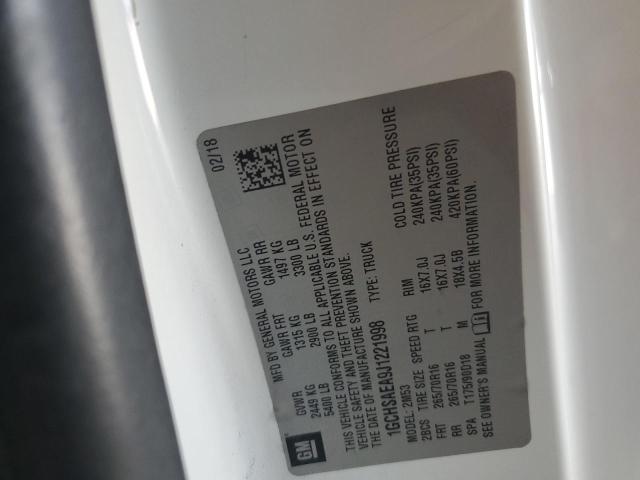 GM
MFD BY GENERAL MOTORS LLC 02/18
GVWR GAWR FRT GAWR RR
2449 KG 1315 KG 1497 KG
5400 LB 2900 LB 3300 LB
THIS VEHICLE CONFORMS TO ALL APPLICABLE U.S. FEDERAL MOTOR
VEHICLE SAFETY AND THEFT PREVENTION STANDARDS IN EFFECT ON
THE DATE OF MANUFACTURE SHOWN ABOVE.
1GCHSAEA9J1221998 TYPE: TRUCK
MODEL: 2M53
2BCS TIRE SIZE SPEED RTG RIM COLD TIRE PRESSURE
FRT 265/70R16 T 16X7.0J 240KPA(35PSI)
RR 265/70R16 T 16X7.0J 240KPA(35PSI)
SPA T175/90D18 M 18X4.5B 420KPA(60PSI)
SEE OWNER'S MANUAL FOR MORE INFORMATION.